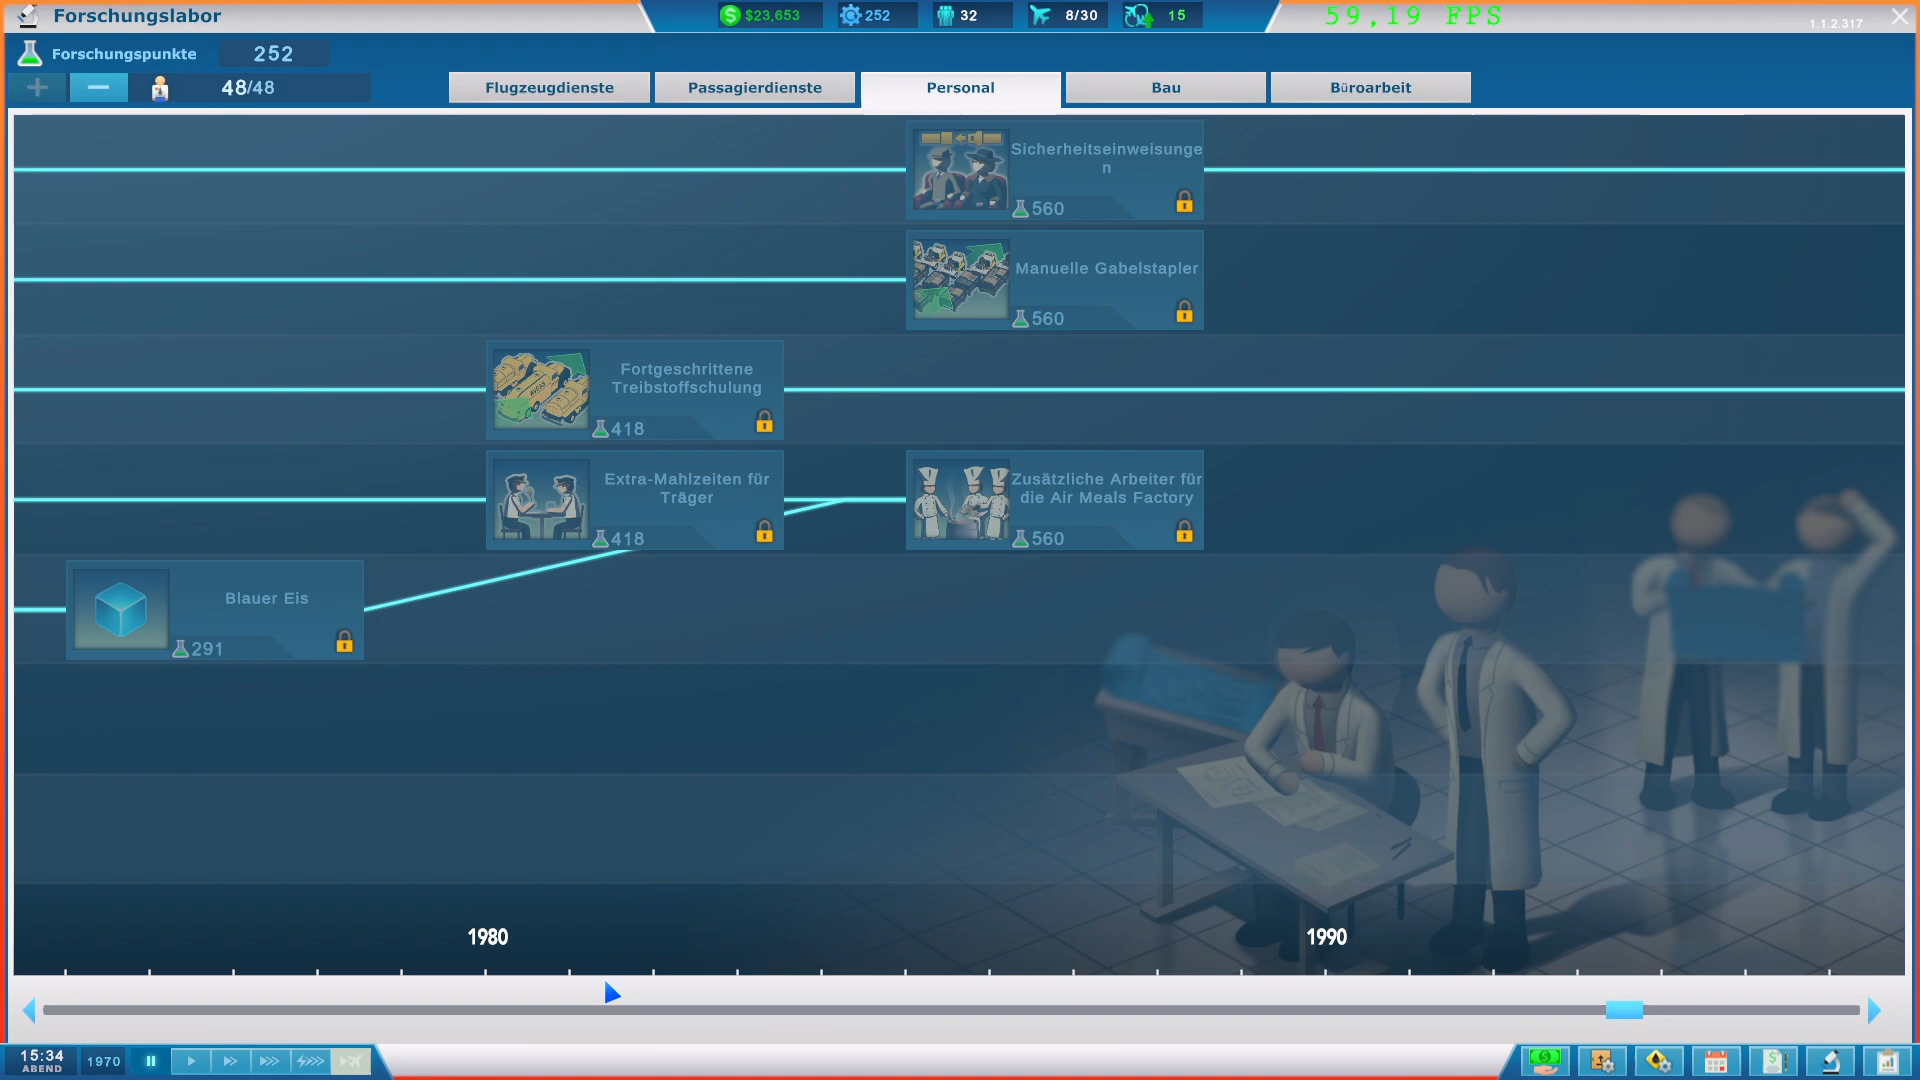 Forschungslabor
$23,653
252
32
8/30
15
59,19 FPS
1.1.2.317
Forschungspunkte
252
48/48
Flugzeugdienste
Passagierdienste
Personal
Bau
Büroarbeit
Sicherheitseinweisunge
n
560
Manuelle Gabelstapler
560
Fortgeschrittene
Treibstoffschulung
418
Extra-Mahlzeiten für
Träger
418
Zusätzliche Arbeiter für
die Air Meals Factory
560
Blauer Eis
291
1980
1990
15:34
ABEND
1970